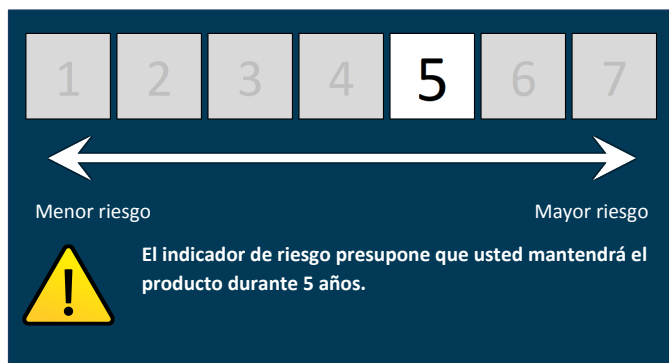 1 2 3 4 5 6 7
Menor riesgo Mayor riesgo
El indicador de riesgo presupone que usted mantendrá el
producto durante 5 años.